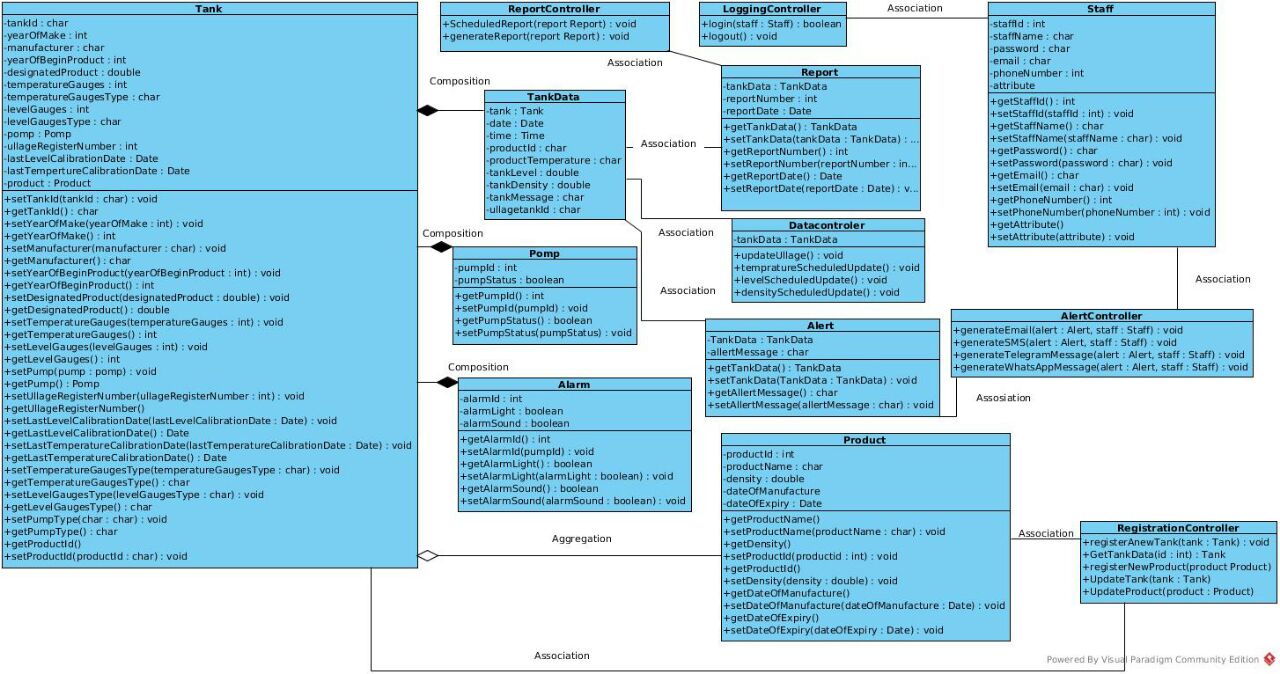 Tank
-tankId : char
-yearOfMake : int
-manufacturer : char
-yearOfBeginProduct : int
-designatedProduct : double
-temperatureGauges : int
-temperatureGaugesType : char
-levelGauges : int
-levelGaugesType : char
-pomp : Pomp
-ullageRegisterNumber : int
-lastLevelCalibrationDate : Date
-lastTempertureCalibrationDate : Date
-product : Product
+setTankId(tankId : char) : void
+getTankId() : char
+setYearOfMake(yearOfMake : int) : void
+getYearOfMake() : int
+setManufacturer(manufacturer : char) : void
+getManufacturer() : char
+setYearOfBeginProduct(yearOfBeginProduct : int) : void
+getYearOfBeginProduct() : int
+setDesignatedProduct(designatedProduct : double) : void
+getDesignatedProduct() : double
+setTemperatureGauges(temperatureGauges : int) : void
+getTemperatureGauges() : int
+setLevelGauges(levelGauges : int) : void
+getLevelGauges() : int
+setPump(pump : pomp) : void
+getPump() : Pomp
+setUllageRegisterNumber(ullageRegisterNumber : int) : void
+getUllageRegisterNumber()
+setLastLevelCalibrationDate(lastLevelCalibrationDate : Date) : void
+getLastLevelCalibrationDate() : Date
+setLastTemperatureCalibrationDate(lastTemperatureCalibrationDate : Date) : void
+getLastTemperatureCalibrationDate() : Date
+setTemperatureGaugesType(temperatureGaugesType : char) : void
+getTemperatureGaugesType() : char
+setLevelGaugesType(levelGaugesType : char) : void
+getLevelGaugesType() : char
+setPumpType(char : char) : void
+getPumpType() : char
+getProductId()
+setProductId(productId : char) : void
ReportController
+ScheduledReport(report Report) : void
+generateReport(report Report) : void
LoggingController
+login(staff : Staff) : boolean
+logout() : void
Association
Staff
-staffId : int
-staffName : char
-password : char
-email : char
-phoneNumber : int
-attribute
+getStaffId() : int
+setStaffId(staffId : int) : void
+getStaffName() : char
+setStaffName(staffName : char) : void
+getPassword() : char
+setPassword(password : char) : void
+getEmail() : char
+setEmail(email : char) : void
+getPhoneNumber() : int
+setPhoneNumber(phoneNumber : int) : void
+getAttribute()
+setAttribute(attribute) : void
Association
Composition
TankData
-tank : Tank
-date : Date
-time : Time
-productId : char
-productTemperature : char
-tankLevel : double
-tankDensity : double
-tankMessage : char
-ullagetankId : char
Association
Report
-tankData : TankData
-reportNumber : int
-reportDate : Date
+getTankData() : TankData
+setTankData(tankData : TankData) : ...
+getReportNumber() : int
+setReportNumber(reportNumber : in...
+getReportDate() : Date
+setReportDate(reportDate : Date) : v...
Association
Datacontroler
-tankData : TankData
+updateUllage() : void
+tempratureScheduledUpdate() : void
+levelScheduledUpdate() : void
+densityScheduledUpdate() : void
Composition
Pomp
-pumpId : int
-pumpStatus : boolean
+getPumpId() : int
+setPumpId(pumpId) : void
+getPumpStatus() : boolean
+setPumpStatus(pumpStatus) : void
Association
Alert
-TankData : TankData
-allertMessage : char
+getTankData() : TankData
+setTankData(TankData : TankData) : void
+getAllertMessage() : char
+setAllertMessage(allertMessage : char) : void
Association
AlertController
+generateEmail(alert : Alert, staff : Staff) : void
+generateSMS(alert : Alert, staff : Staff) : void
+generateTelegramMessage(alert : Alert, staff : Staff) : void
+generateWhatsAppMessage(alert : Alert, staff : Staff) : void
Assosiation
Composition
Alarm
-alarmId : int
-alarmLight : boolean
-alarmSound : boolean
+getAlarmId() : int
+setAlarmId(pumpId) : void
+getAlarmLight() : boolean
+setAlarmLight(alarmLight : boolean) : void
+getAlarmSound() : boolean
+setAlarmSound(alarmSound : boolean) : void
Aggregation
Product
-productId : int
-productName : char
-density : double
-dateOfManufacture
-dateOfExpiry : Date
+getProductName()
+setProductName(productName : char) : void
+getDensity()
+setProductId(productid : int) : void
+getProductId()
+setDensity(density : double) : void
+getDateOfManufacture()
+setDateOfManufacture(dateOfManufacture : Date) : void
+getDateOfExpiry()
+setDateOfExpiry(dateOfExpiry : Date) : void
Association
RegistrationController
+registerAnewTank(tank : Tank) : void
+GetTankData(id : int) : Tank
+registerNewProduct(product Product)
+UpdateTank(tank : Tank)
+UpdateProduct(product : Product)
Association
Powered By Visual Paradigm Community Edition